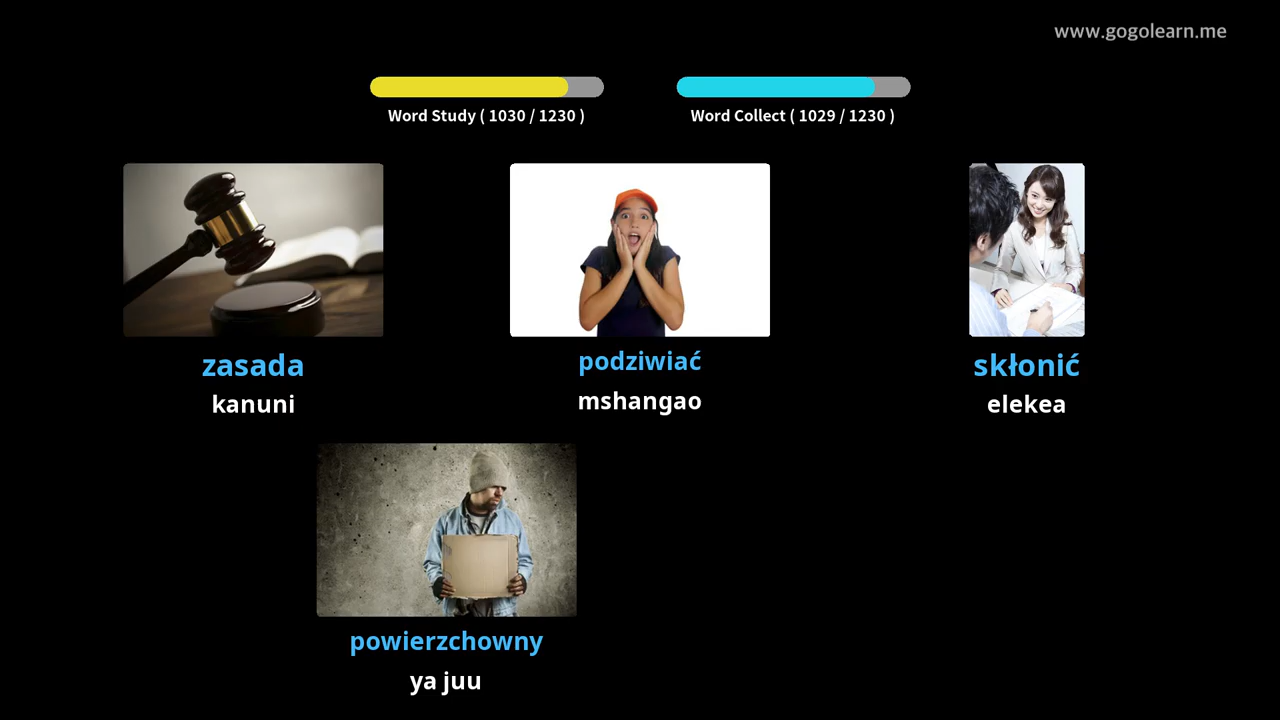 www.gogolearn.me
Word Study ( 1030 / 1230 )
Word Collect ( 1029 / 1230 )
zasada
kanuni
podziwiać
mshangao
skłonić
elekea
powierzchowny
ya juu